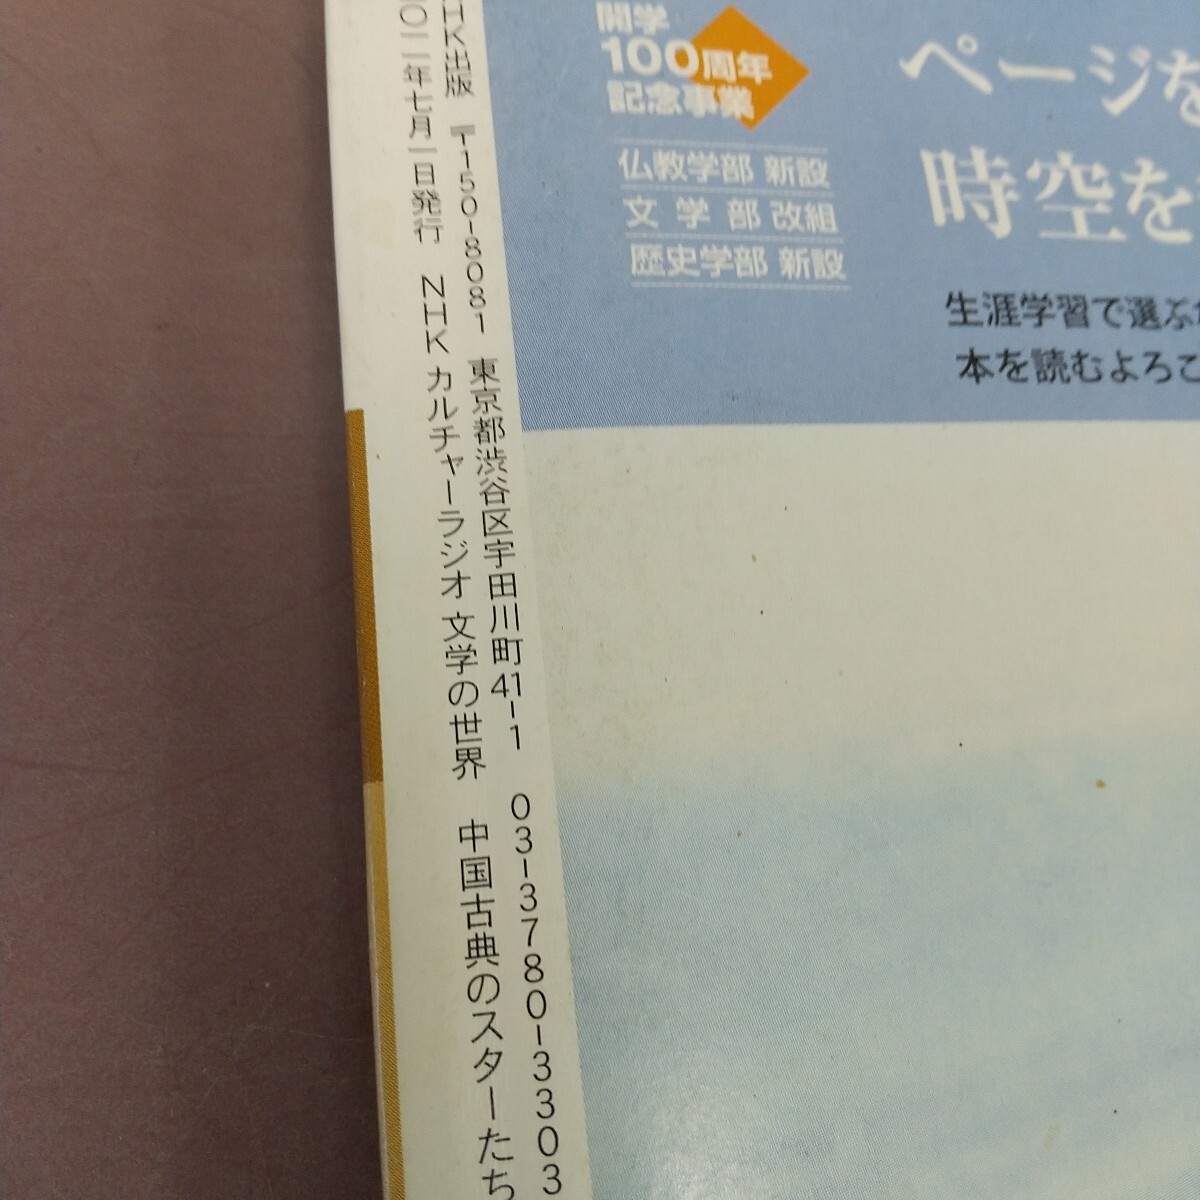 開学
100周年
記念事業
仏教学部 新設
文学部 改組
歴史学部 新設
ページを
時空を
生涯学習で選ぶ
本を読むよろこ
HK出版 〒150-8081 東京都渋谷区宇田川町41-1 03-3780-3303
〇一一年七月一日発行 NHKカルチャーラジオ 文学の世界 中国古典のスターたち